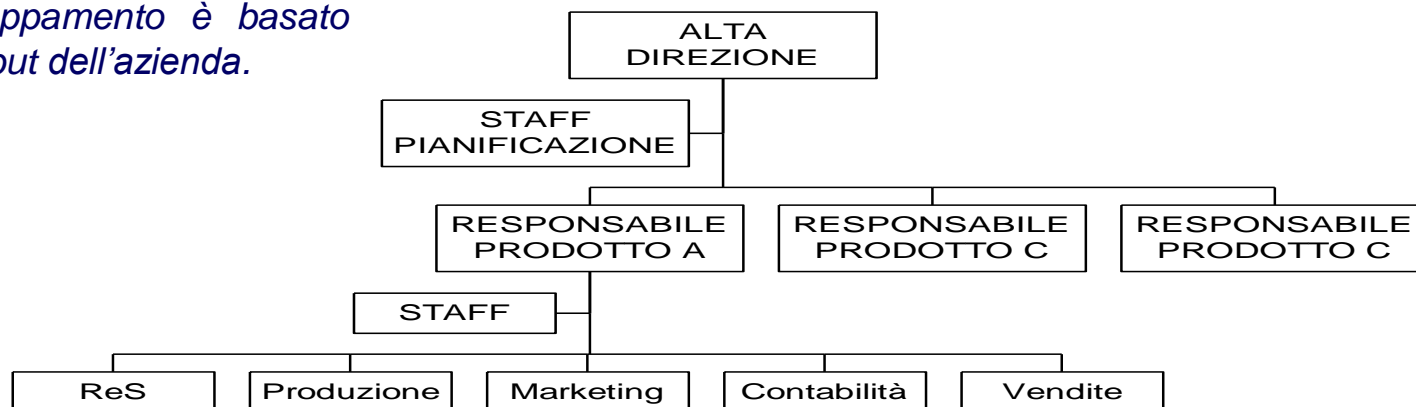 ppamento è basato
out dell'azienda.
ALTA
DIREZIONE
STAFF
PIANIFICAZIONE
RESPONSABILE
PRODOTTO A
RESPONSABILE
PRODOTTO C
RESPONSABILE
PRODOTTO C
STAFF
ReS
Produzione
Marketing
Contabilità
Vendite